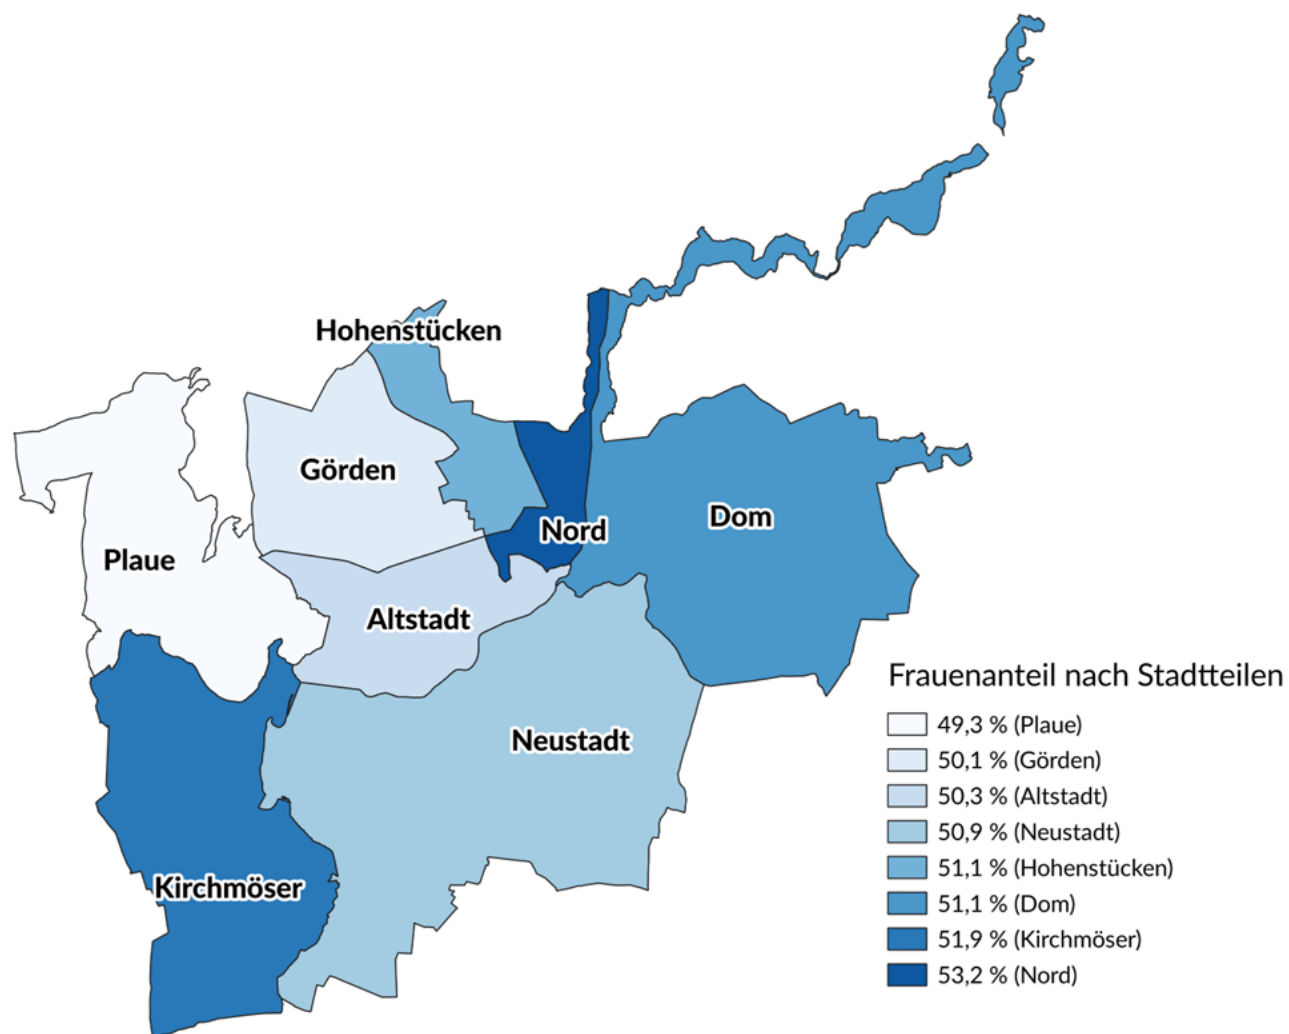 Hohenstücken
Görden
Nord
Dom
Plaue
Altstadt
Neustadt
Kirchmöser
Frauenanteil nach Stadtteilen
49,3 % (Plaue)
50,1 % (Görden)
50,3 % (Altstadt)
50,9 % (Neustadt)
51,1 % (Hohenstücken)
51,1 % (Dom)
51,9 % (Kirchmöser)
53,2 % (Nord)